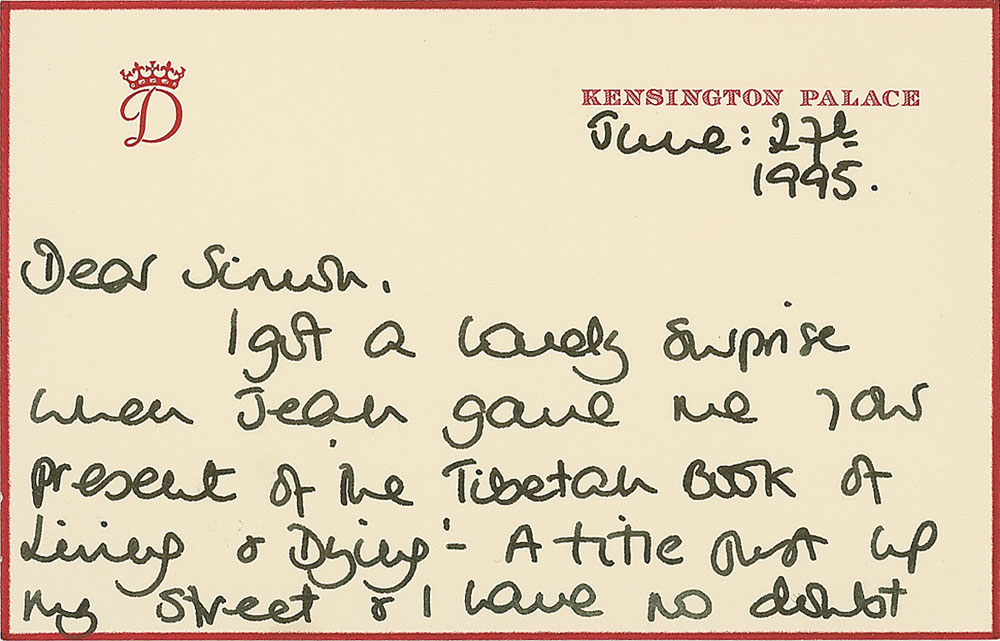 D
KENSINGTON PALACE
June: 27th
1995.
Dear Simon.
I got a lovely surprise
when Jean gave me your
present of 'The Tibetan Book of
Living & Dying' - A title just up
my street & I have no doubt